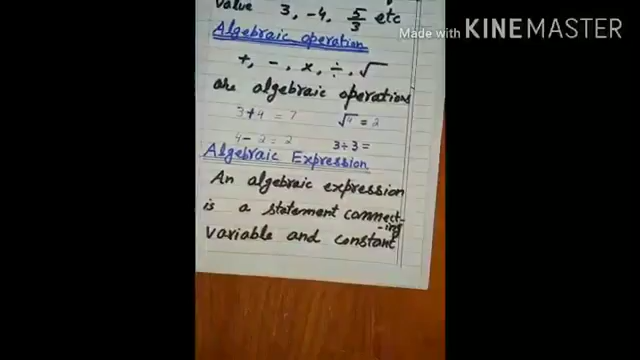 value 3, -4, 5/3 etc
Made with KINEMASTER
Algebraic operation
+, -, ×, ÷, √
are algebraic operations
3+4 = 7 √4 = 2
4-2 = 2 3÷3=
Algebraic Expression
An algebraic expression
is a statement connect-
-ing
variable and constant